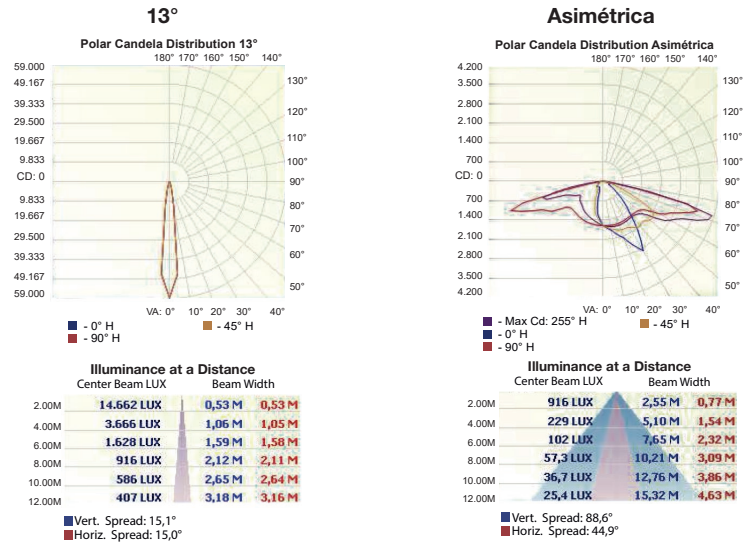 13°
Polar Candela Distribution 13°
180° 170° 160° 150° 140°
59.000
49.167
39.333
29.500
19.667
9.833
CD: 0
9.833
19.667
29.500
39.333
49.167
59.000
130°
120°
110°
100°
90°
80°
70°
60°
50°
VA: 0° 10° 20° 30° 40°
- 0° H
- 45° H
- 90° H
Illuminance at a Distance
Center Beam LUX Beam Width
2.00M 14.662 LUX 0,53 M 0,53 M
4.00M 3.666 LUX 1,06 M 1,05 M
6.00M 1.628 LUX 1,59 M 1,58 M
8.00M 916 LUX 2,12 M 2,11 M
10.00M 586 LUX 2,65 M 2,64 M
12.00M 407 LUX 3,18 M 3,16 M
Vert. Spread: 15,1°
Horiz. Spread: 15,0°
Asimétrica
Polar Candela Distribution Asimétrica
180° 170° 160° 150° 140°
4.200
3.500
2.800
2.100
1.400
700
CD: 0
700
1.400
2.100
2.800
3.500
4.200
130°
120°
110°
100°
90°
80°
70°
60°
50°
VA: 0° 10° 20° 30° 40°
- Max Cd: 255° H
- 45° H
- 0° H
- 90° H
Illuminance at a Distance
Center Beam LUX Beam Width
2.00M 916 LUX 2,55 M 0,77 M
4.00M 229 LUX 5,10 M 1,54 M
6.00M 102 LUX 7,65 M 2,32 M
8.00M 57,3 LUX 10,21 M 3,09 M
10.00M 36,7 LUX 12,76 M 3,86 M
12.00M 25,4 LUX 15,32 M 4,63 M
Vert. Spread: 88,6°
Horiz. Spread: 44,9°